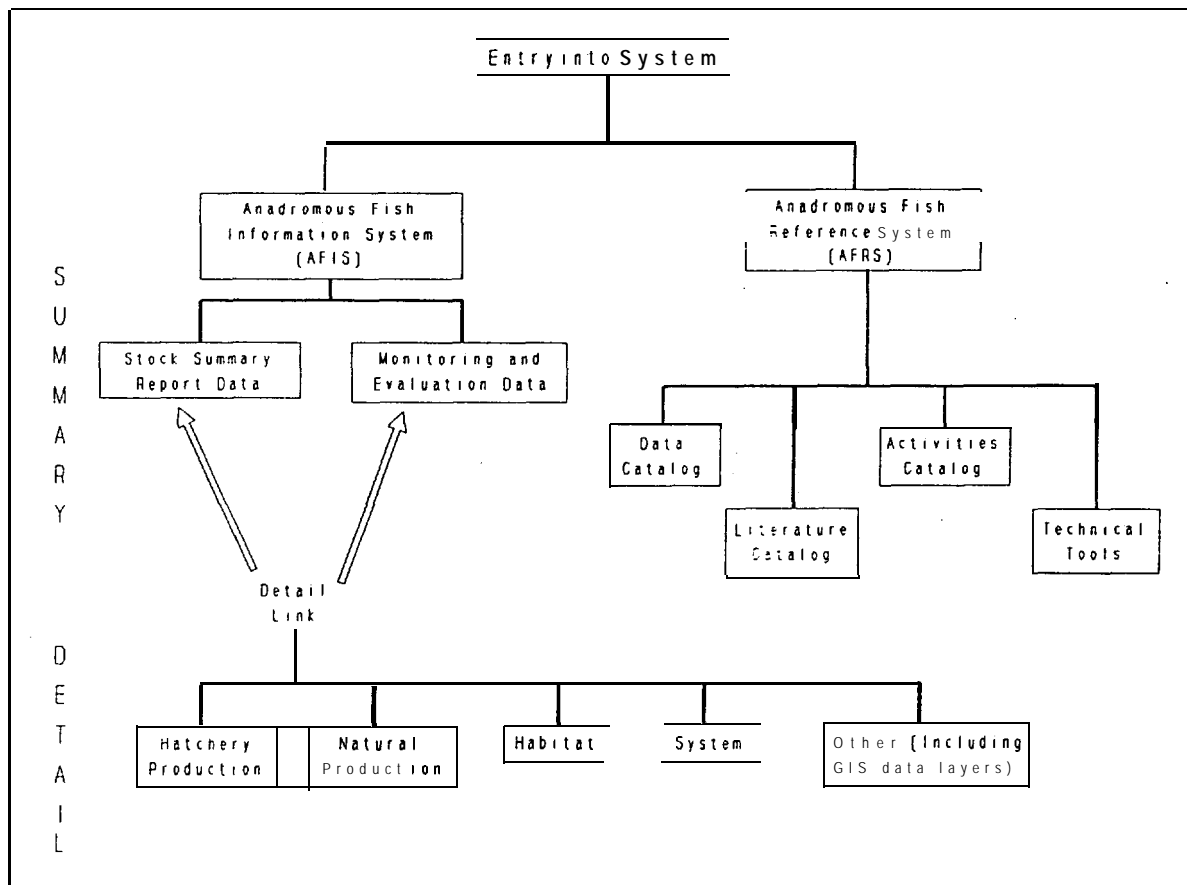 Entry into System
Anadromous Fish
Information System
(AFIS)
Anadromous Fish
Reference System
(AFRS)
SUMMARY
Stock Summary
Report Data
Monitoring and
Evaluation Data
Data
Catalog
Activities
Catalog
Literature
Catalog
Technical
Tools
Detail
Link
DETAIL
Hatchery
Production
Natural
Production
Habitat
System
Other (Including
GIS data layers)